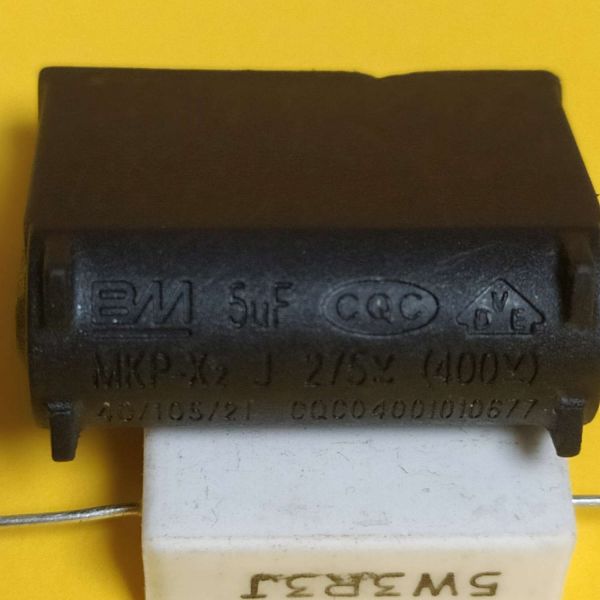 BM 5uF CQC VDE
MKP-X2 J 275V~ (400V~)
40/105/21 CQC04001010677
5W3R3J